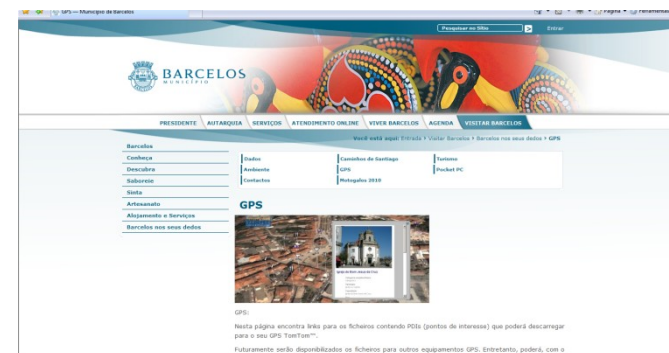 GPS — Município de Barcelos
Página
Ferramentas
Pesquisar no Sítio
Entrar
BARCELOS
MUNICÍPIO
PRESIDENTE
AUTARQUIA
SERVIÇOS
ATENDIMENTO ONLINE
VIVER BARCELOS
AGENDA
VISITAR BARCELOS
Você está aqui: Entrada › Visitar Barcelos › Barcelos nos seus dedos › GPS
Barcelos
Conheça
Descubra
Saboreie
Sinta
Artesanato
Alojamento e Serviços
Barcelos nos seus dedos
Dados
Caminhos de Santiago
Turismo
Ambiente
GPS
Pocket PC
Contactos
Motogalos 2010
GPS
GPS:
Nesta página encontra links para os ficheiros contendo PDIs (pontos de interesse) que poderá descarregar
para o seu GPS TomTom™.
Futuramente serão disponibilizados os ficheiros para outros equipamentos GPS. Entretanto, poderá, com o